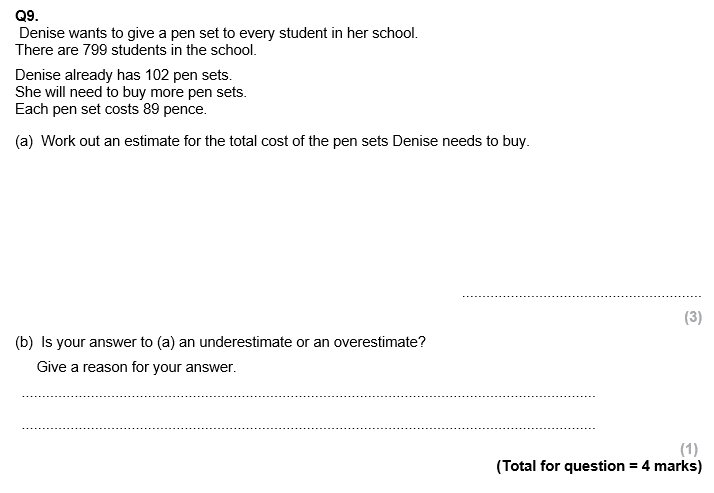 Q9.
Denise wants to give a pen set to every student in her school.
There are 799 students in the school.
Denise already has 102 pen sets.
She will need to buy more pen sets.
Each pen set costs 89 pence.
(a) Work out an estimate for the total cost of the pen sets Denise needs to buy.
...........................................................
(3)
(b) Is your answer to (a) an underestimate or an overestimate?
Give a reason for your answer.
..............................................................................................................................................
..............................................................................................................................................
(1)
(Total for question = 4 marks)